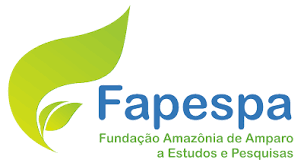 Fapespa
Fundação Amazônia de Amparo
a Estudos e Pesquisas